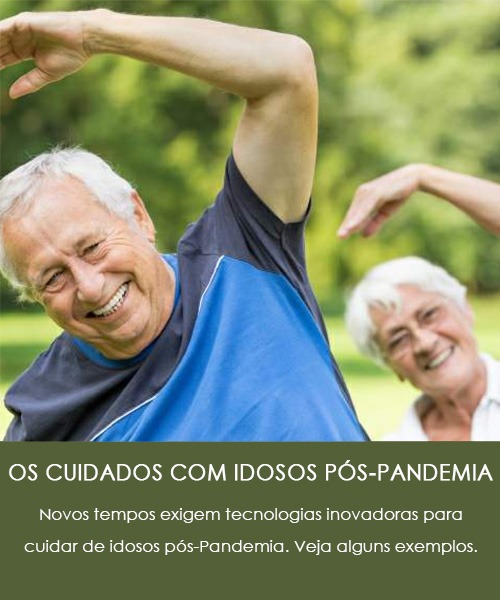 OS CUIDADOS COM IDOSOS PÓS-PANDEMIA
Novos tempos exigem tecnologias inovadoras para
cuidar de idosos pós-Pandemia. Veja alguns exemplos.